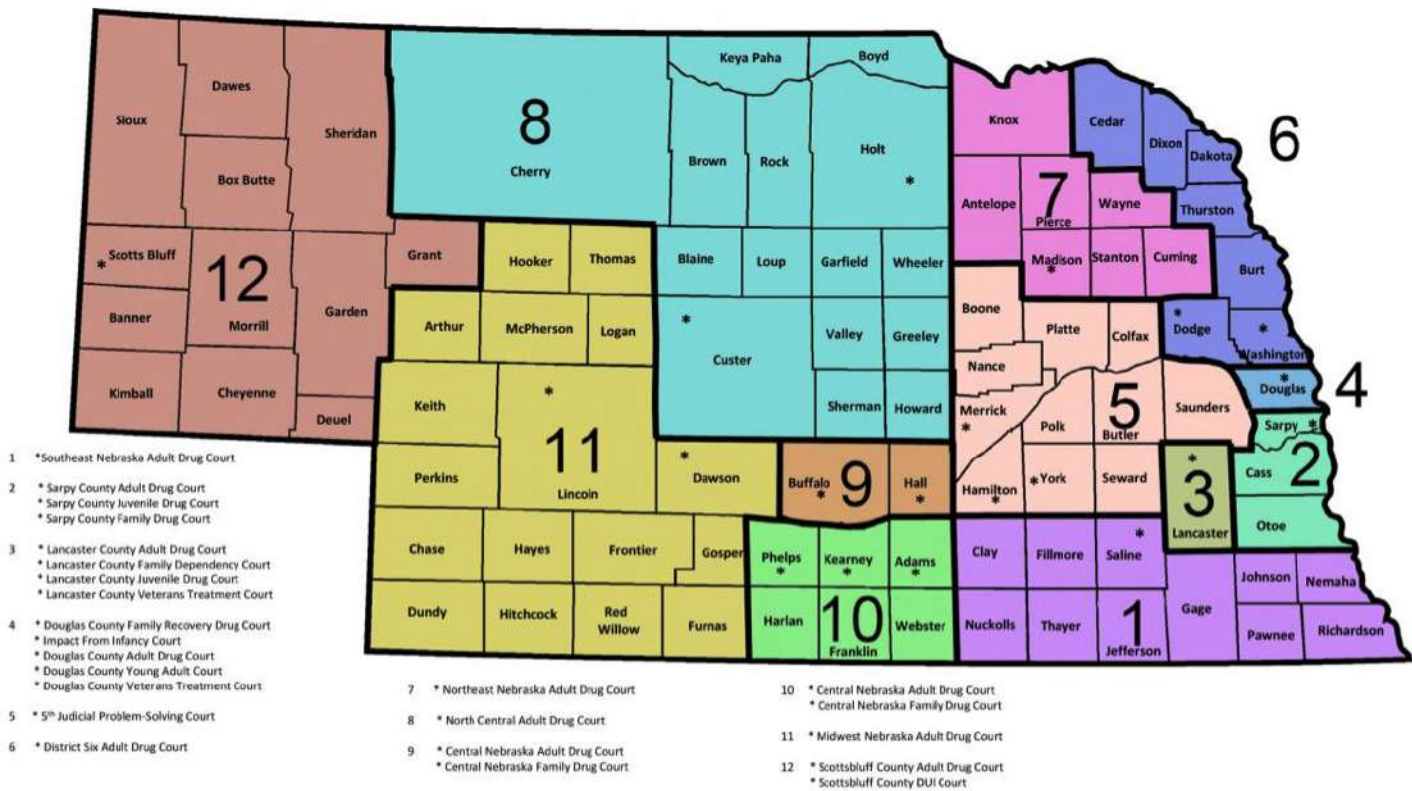 Keya Paha
Boyd
Dawes
Sioux
Sheridan
8
Knox
Cedar
6
Dixon
Dakota
Cherry
Brown
Rock
Holt
*
Box Butte
Antelope
7
Pierce
Wayne
Thurston
Scotts Bluff
*
12
Grant
Hooker
Thomas
Blaine
Loup
Garfield
Wheeler
Madison
*
Stanton
Cuming
Burt
Banner
Morrill
Garden
Arthur
McPherson
Logan
*
Custer
Valley
Greeley
Boone
Platte
Colfax
*
Dodge
*
Washington
Kimball
Cheyenne
Deuel
Keith
*
Sherman
Howard
Nance
Merrick
*
Polk
5
Butler
Saunders
*
Douglas
4
Sarpy *
Perkins
11
Lincoln
*
Dawson
Buffalo
*
9
Hall
*
Hamilton
*
*York
Seward
*
3
Lancaster
Cass
2
Otoe
Chase
Hayes
Frontier
Gosper
Phelps
*
Kearney
*
Adams
*
Clay
Fillmore
*
Saline
Johnson
Nemaha
Dundy
Hitchcock
Red
Willow
Furnas
Harlan
10
Franklin
Webster
Nuckolls
Thayer
1
Jefferson
Gage
Pawnee
Richardson
1 *Southeast Nebraska Adult Drug Court
2 * Sarpy County Adult Drug Court
* Sarpy County Juvenile Drug Court
* Sarpy County Family Drug Court
3 * Lancaster County Adult Drug Court
* Lancaster County Family Dependency Court
* Lancaster County Juvenile Drug Court
* Lancaster County Veterans Treatment Court
4 * Douglas County Family Recovery Drug Court
* Impact From Infancy Court
* Douglas County Adult Drug Court
* Douglas County Young Adult Court
* Douglas County Veterans Treatment Court
5 * 5th Judicial Problem-Solving Court
6 * District Six Adult Drug Court
7 * Northeast Nebraska Adult Drug Court
8 * North Central Adult Drug Court
9 * Central Nebraska Adult Drug Court
* Central Nebraska Family Drug Court
10 * Central Nebraska Adult Drug Court
* Central Nebraska Family Drug Court
11 * Midwest Nebraska Adult Drug Court
12 * Scottsbluff County Adult Drug Court
* Scottsbluff County DUI Court